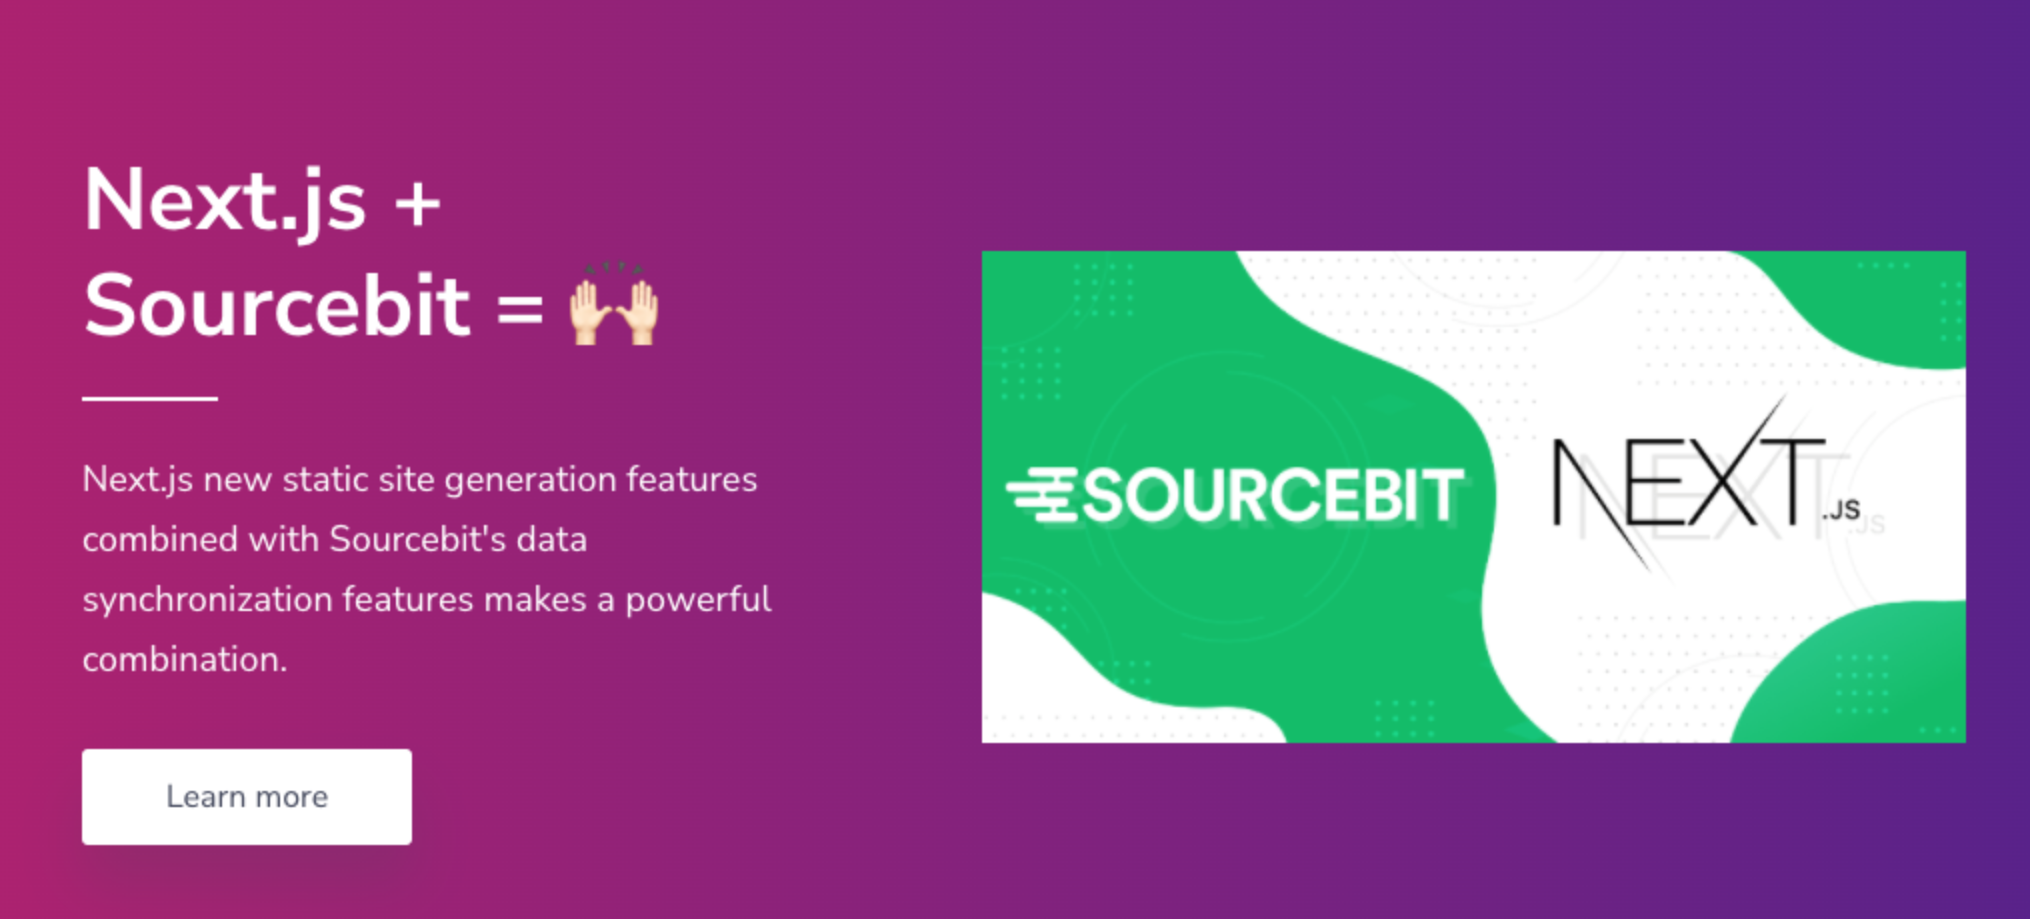 Next.js +
Sourcebit = 🙌🏻
Next.js new static site generation features
combined with Sourcebit's data
synchronization features makes a powerful
combination.
Learn more
SOURCEBIT
NEXT.JS